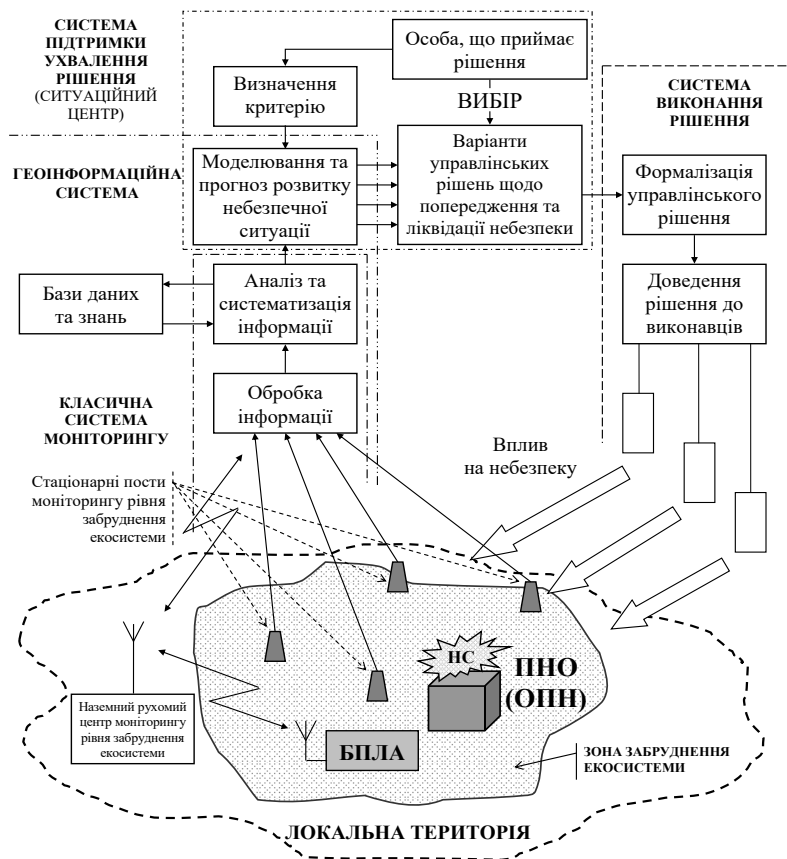 СИСТЕМА
ПІДТРИМКИ
УХВАЛЕННЯ
РІШЕННЯ
(СИТУАЦІЙНИЙ
ЦЕНТР)
Особа, що приймає
рішення
Визначення
критерію
ВИБІР
СИСТЕМА
ВИКОНАННЯ
РІШЕННЯ
ГЕОІНФОРМАЦІЙНА
СИСТЕМА
Моделювання та
прогноз розвитку
небезпечної
ситуації
Варіанти
управлінських
рішень щодо
попередження та
ліквідації небезпеки
Формалізація
управлінського
рішення
Бази даних
та знань
Аналіз та
систематизація
інформації
Доведення
рішення до
виконавців
КЛАСИЧНА
СИСТЕМА
МОНІТОРИНГУ
Обробка
інформації
Стаціонарні пости
моніторингу рівня
забруднення
екосистеми
Вплив
на небезпеку
НС
ПНО
(ОПН)
Наземний рухомий
центр моніторингу
рівня забруднення
екосистеми
БПЛА
ЗОНА ЗАБРУДНЕННЯ
ЕКОСИСТЕМИ
ЛОКАЛЬНА ТЕРИТОРІЯ